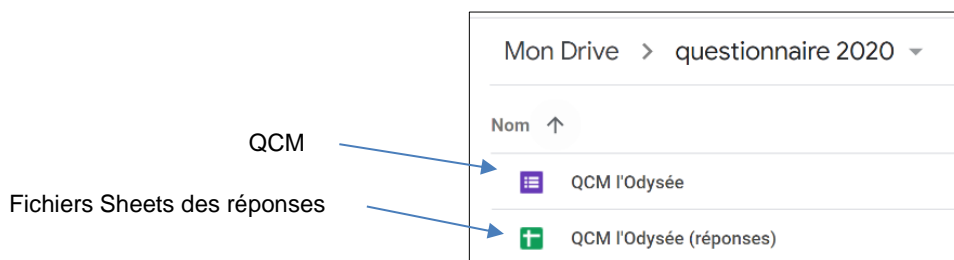 Mon Drive > questionnaire 2020
Nom
QCM
QCM l'Odysée
Fichiers Sheets des réponses
QCM l'Odysée (réponses)